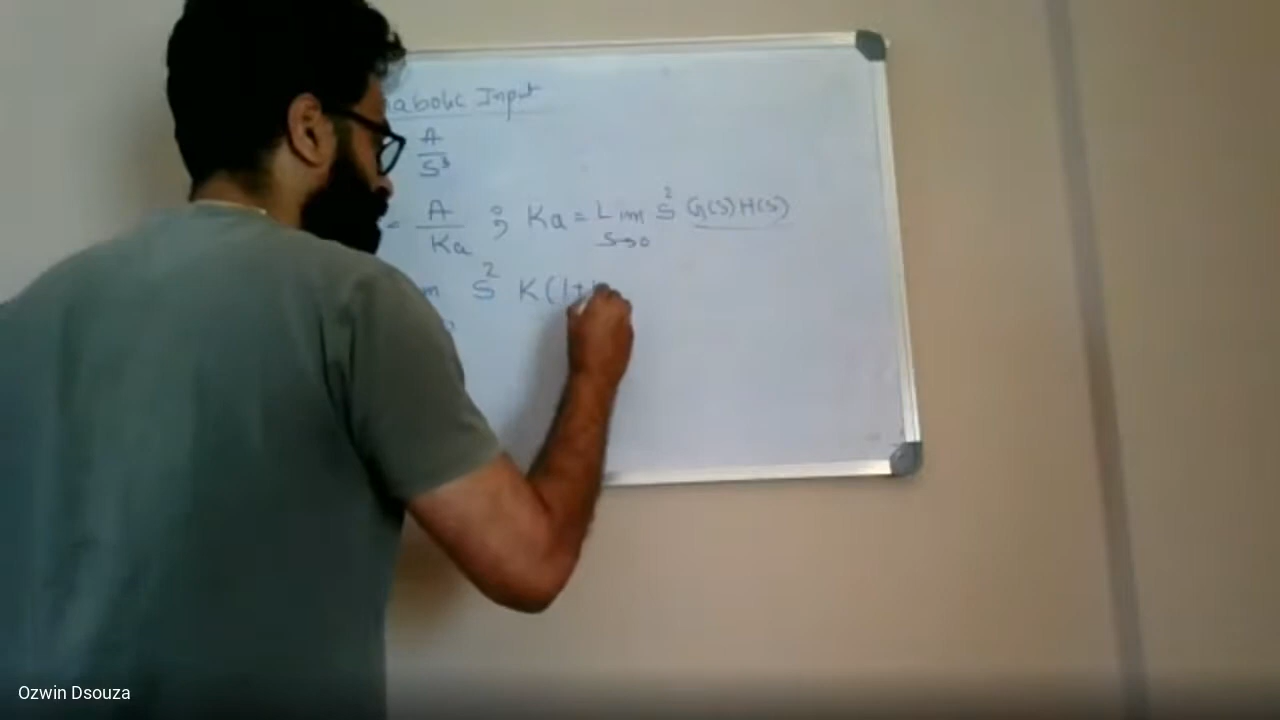 abolic Input
A
S³
= A/Ka ; Ka = Lim S² G(S)H(S)
S→0
m S² K(1+
Ozwin Dsouza